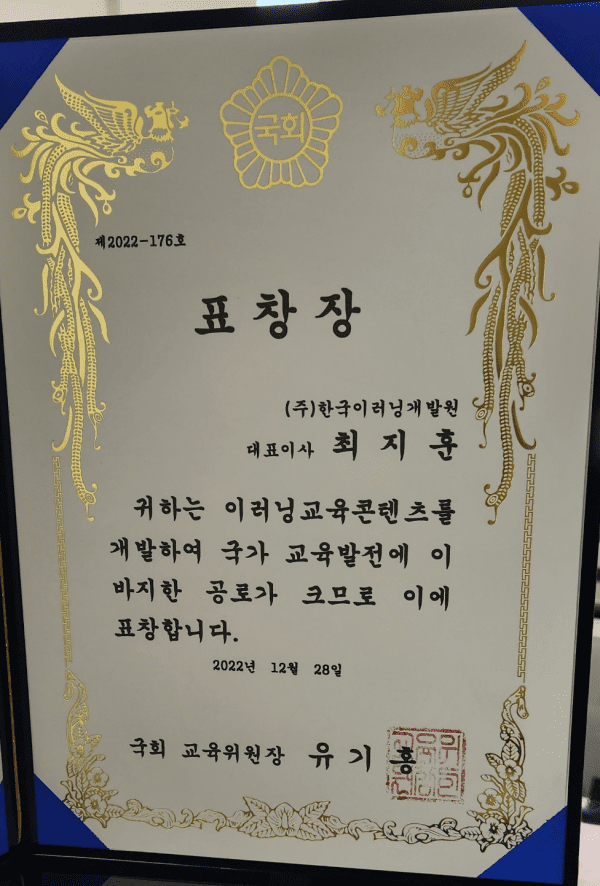 국회
제2022-176호
표창장
(주)한국이러닝개발원
대표이사 최지훈
귀하는 이러닝교육콘텐츠를
개발하여 국가 교육발전에 이
바지한 공로가 크므로 이에
표창합니다.
2022년 12월 28일
국회 교육위원장 유기홍